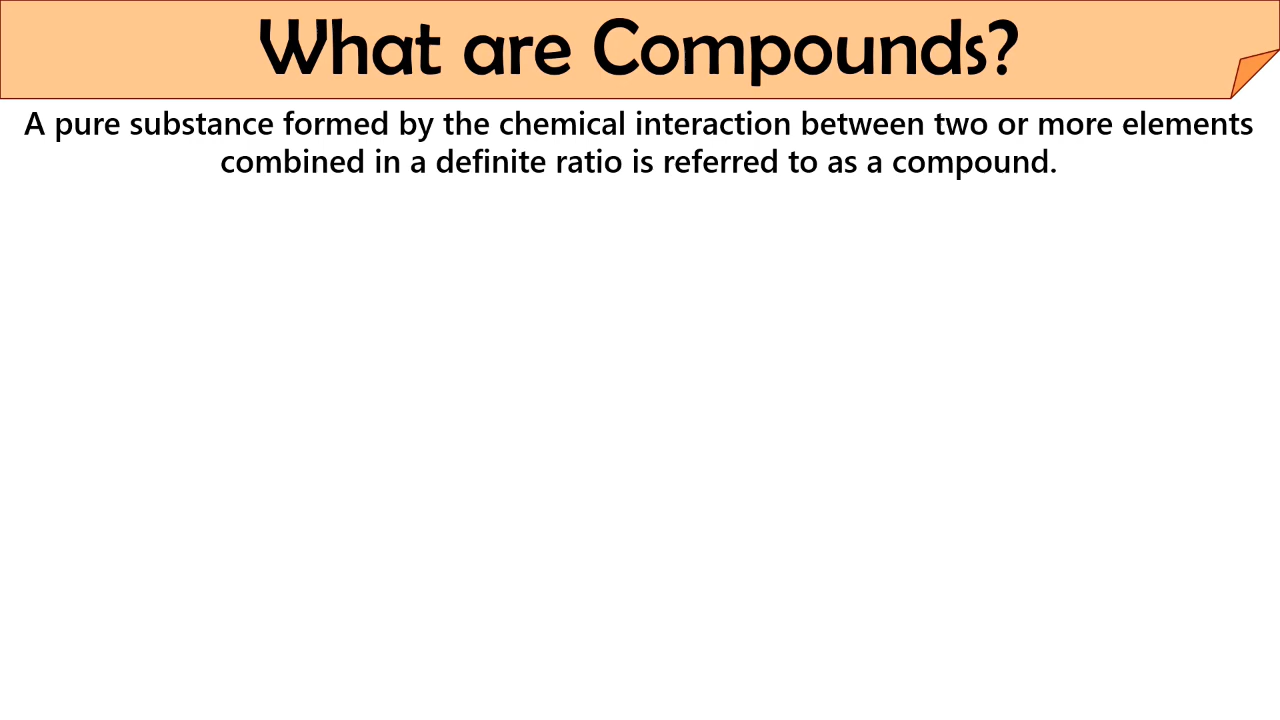 What are Compounds?
A pure substance formed by the chemical interaction between two or more elements
combined in a definite ratio is referred to as a compound.